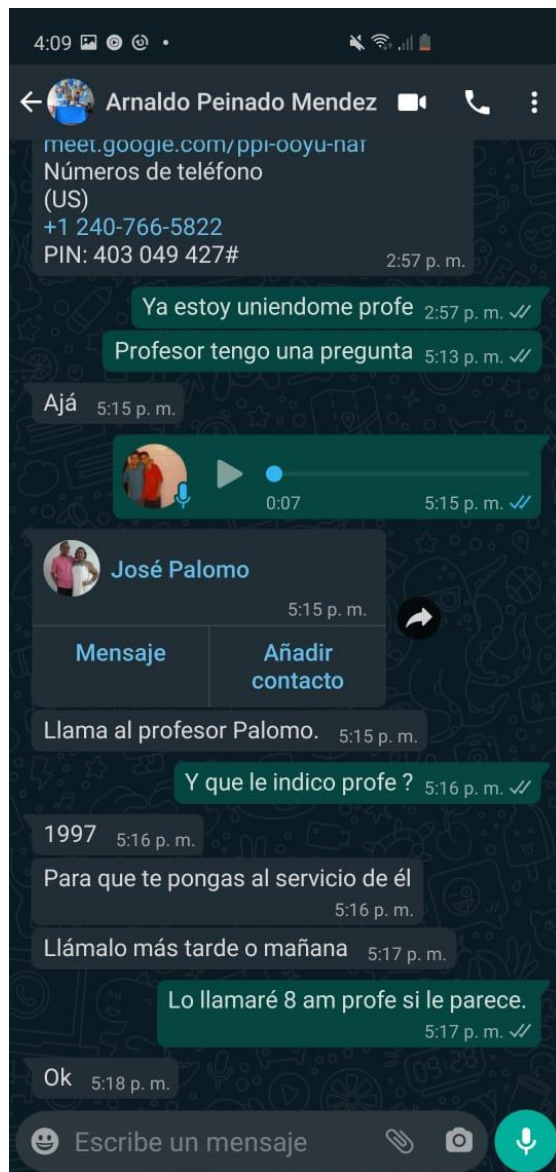 4:09
Arnaldo Peinado Mendez
meet.google.com/ppi-ooyu-naf
Números de teléfono
(US)
+1 240-766-5822
PIN: 403 049 427#
2:57 p. m.
Ya estoy uniendome profe 2:57 p. m.
Profesor tengo una pregunta 5:13 p. m.
Ajá 5:15 p. m.
0:07 5:15 p. m.
José Palomo
5:15 p. m.
Mensaje Añadir
contacto
Llama al profesor Palomo. 5:15 p. m.
Y que le indico profe ? 5:16 p. m.
1997 5:16 p. m.
Para que te pongas al servicio de él
5:16 p. m.
Llámalo más tarde o mañana 5:17 p. m.
Lo llamaré 8 am profe si le parece.
5:17 p. m.
Ok 5:18 p. m.
Escribe un mensaje